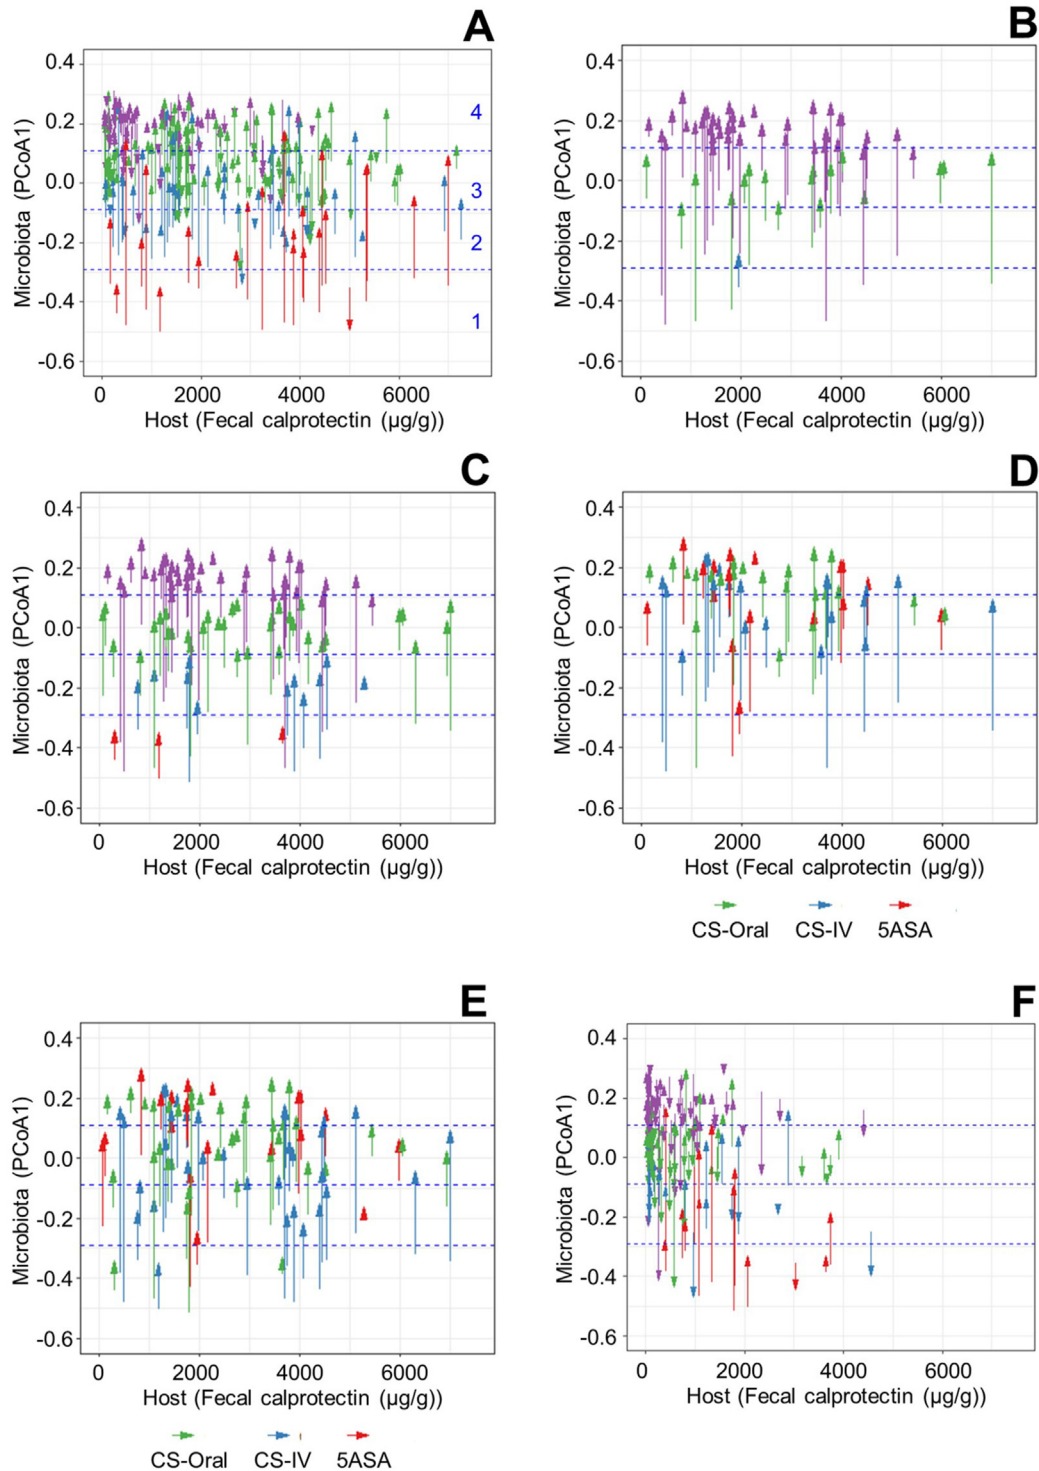 A
B
0.4
0.2
0.0
-0.2
-0.4
-0.6
4
3
2
1
Microbiota (PCoA1)
0 2000 4000 6000
Host (Fecal calprotectin (µg/g))
0.4
0.2
0.0
-0.2
-0.4
-0.6
Microbiota (PCoA1)
0 2000 4000 6000
Host (Fecal calprotectin (µg/g))
C
D
0.4
0.2
0.0
-0.2
-0.4
-0.6
Microbiota (PCoA1)
0 2000 4000 6000
Host (Fecal calprotectin (µg/g))
0.4
0.2
0.0
-0.2
-0.4
-0.6
Microbiota (PCoA1)
0 2000 4000 6000
Host (Fecal calprotectin (µg/g))
CS-Oral CS-IV 5ASA
E
F
0.4
0.2
0.0
-0.2
-0.4
-0.6
Microbiota (PCoA1)
0 2000 4000 6000
Host (Fecal calprotectin (µg/g))
CS-Oral CS-IV 5ASA
0.4
0.2
0.0
-0.2
-0.4
-0.6
Microbiota (PCoA1)
0 2000 4000 6000
Host (Fecal calprotectin (µg/g))